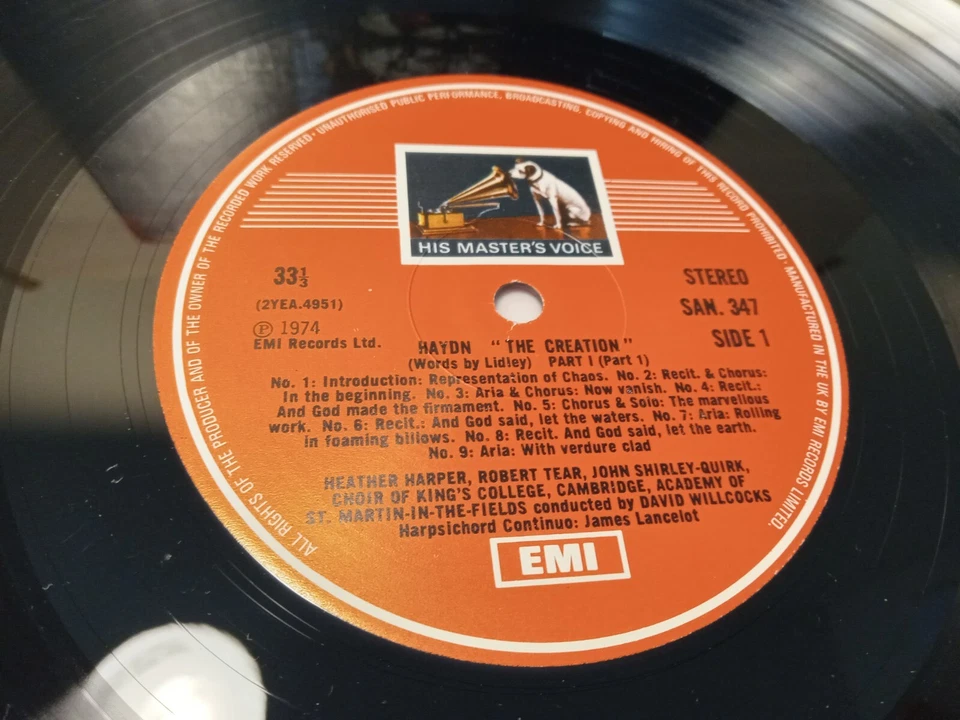 ALL RIGHTS OF THE PRODUCER AND OF THE OWNER OF THE RECORDED WORK RESERVED · UNAUTHORISED PUBLIC PERFORMANCE, BROADCASTING, COPYING AND HIRING OF THIS RECORD PROHIBITED · MANUFACTURED IN THE UK BY EMI RECORDS LIMITED.
HIS MASTER'S VOICE
33⅓
(2YEA.4951)
Ⓟ 1974
EMI Records Ltd.
STEREO
SAN. 347
SIDE 1
HAYDN "THE CREATION"
(Words by Lidley) PART I (Part 1)
No. 1: Introduction: Representation of Chaos. No. 2: Recit. & Chorus:
In the beginning. No. 3: Aria & Chorus: Now vanish. No. 4: Recit.:
And God made the firmament. No. 5: Chorus & Solo: The marvellous
work. No. 6: Recit.: And God said, let the waters. No. 7: Aria: Rolling
in foaming billows. No. 8: Recit. And God said, let the earth.
No. 9: Aria: With verdure clad
HEATHER HARPER, ROBERT TEAR, JOHN SHIRLEY-QUIRK,
CHOIR OF KING'S COLLEGE, CAMBRIDGE, ACADEMY OF
ST. MARTIN-IN-THE-FIELDS conducted by DAVID WILLCOCKS
Harpsichord Continuo: James Lancelot
EMI